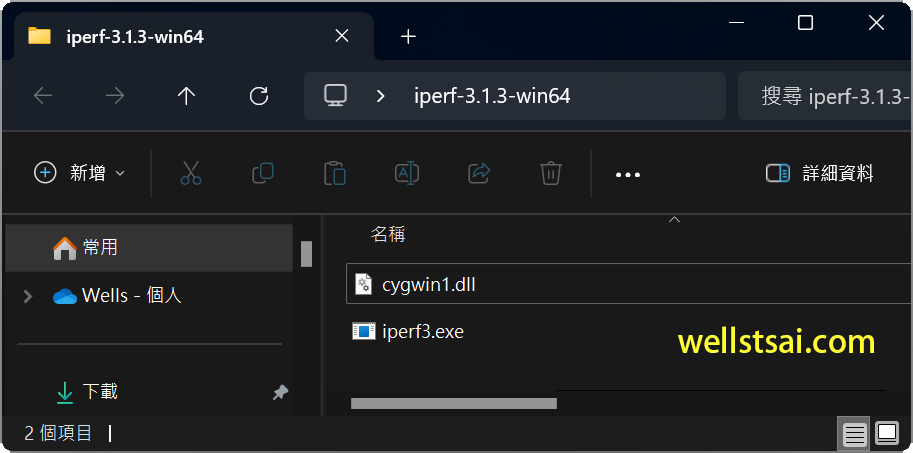 iperf-3.1.3-win64
iperf-3.1.3-win64
搜尋 iperf-3.1.3-
新增
詳細資料
常用
名稱
cygwin1.dll
Wells - 個人
iperf3.exe
wellstsai.com
下載
2 個項目